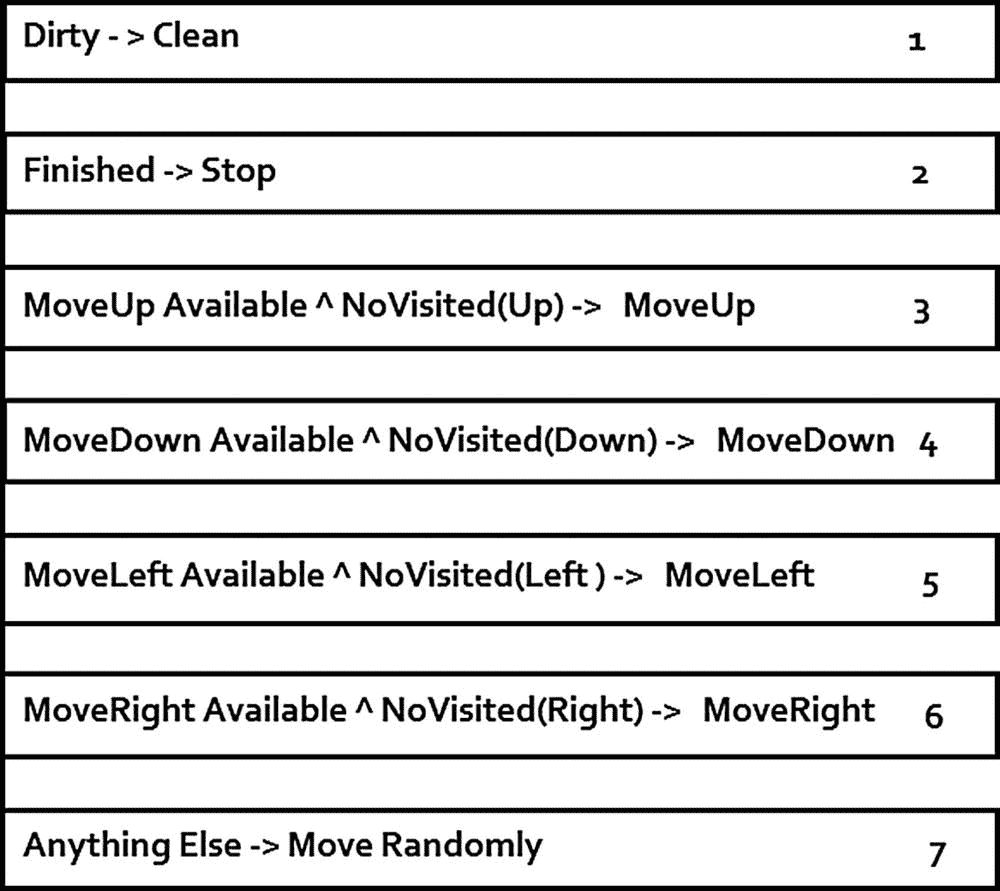 Dirty - > Clean 1
Finished -> Stop 2
MoveUp Available ^ NoVisited(Up) -> MoveUp 3
MoveDown Available ^ NoVisited(Down) -> MoveDown 4
MoveLeft Available ^ NoVisited(Left ) -> MoveLeft 5
MoveRight Available ^ NoVisited(Right) -> MoveRight 6
Anything Else -> Move Randomly 7